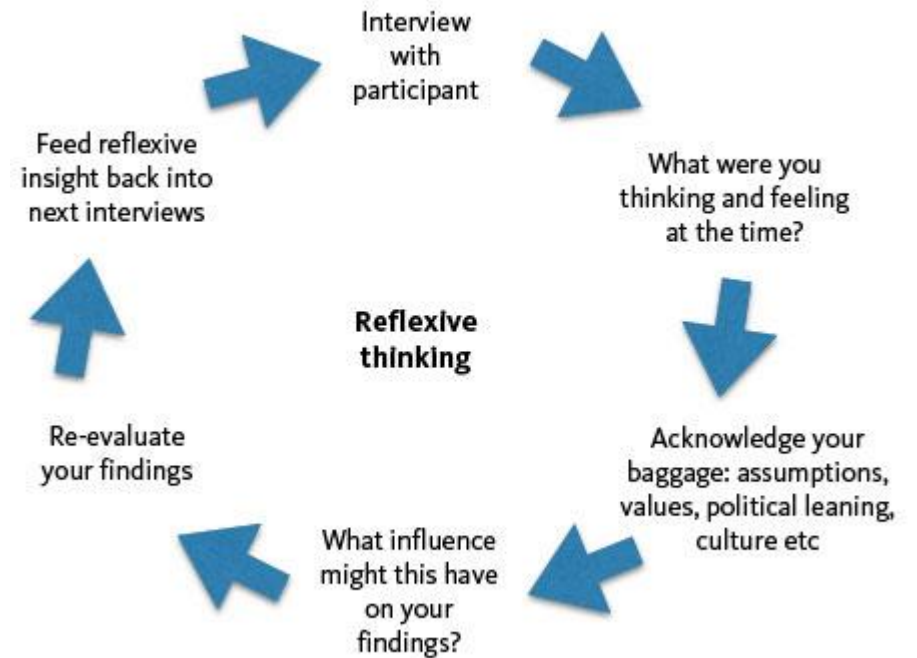 Interview
with
participant
What were you
thinking and feeling
at the time?
Acknowledge your
baggage: assumptions,
values, political leaning,
culture etc
What influence
might this have
on your
findings?
Re-evaluate
your findings
Feed reflexive
insight back into
next interviews
Reflexive
thinking